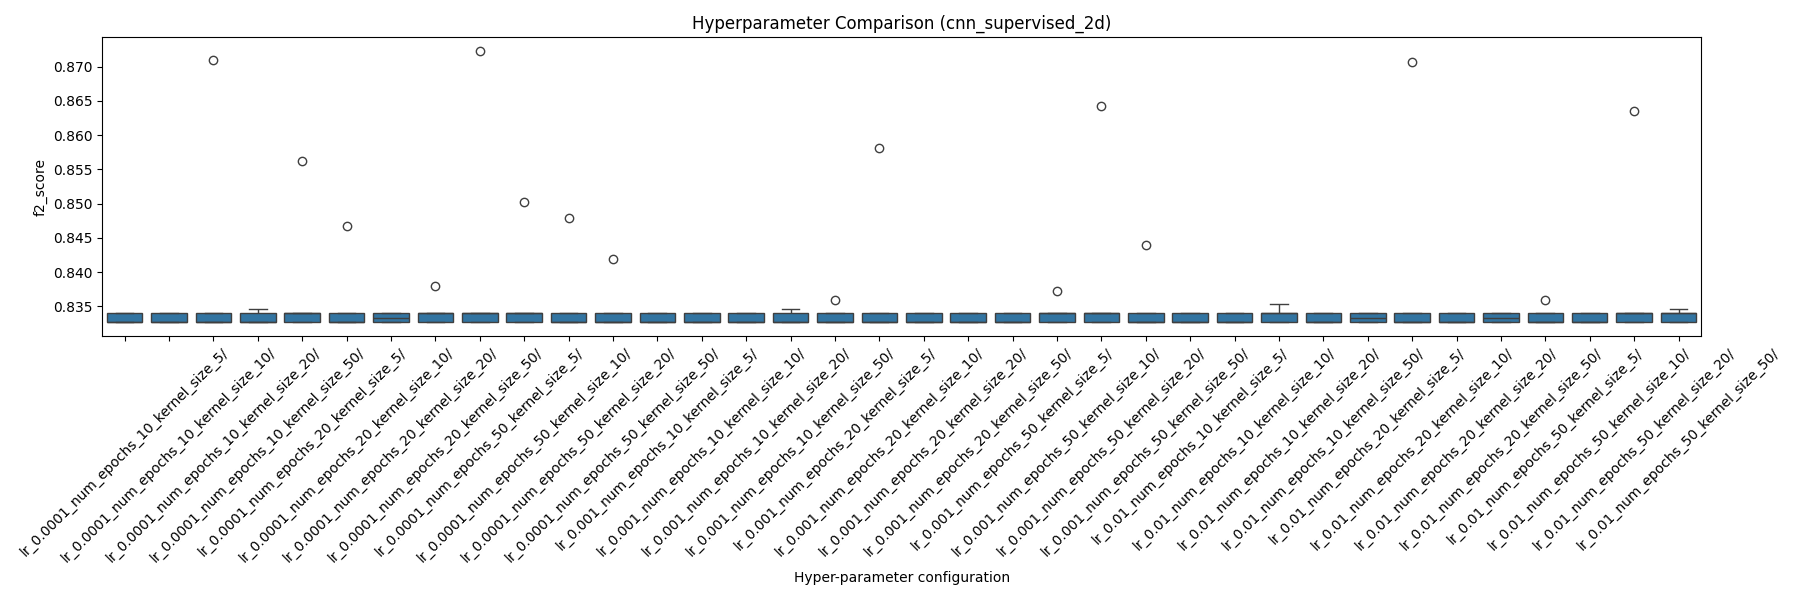 Hyperparameter Comparison (cnn_supervised_2d)
0.870
0.865
0.860
0.855
0.850
0.845
0.840
0.835
f2_score
lr_0.0001_num_epochs_10_kernel_size_5/
lr_0.0001_num_epochs_10_kernel_size_10/
lr_0.0001_num_epochs_10_kernel_size_20/
lr_0.0001_num_epochs_10_kernel_size_50/
lr_0.0001_num_epochs_20_kernel_size_5/
lr_0.0001_num_epochs_20_kernel_size_10/
lr_0.0001_num_epochs_20_kernel_size_20/
lr_0.0001_num_epochs_20_kernel_size_50/
lr_0.0001_num_epochs_50_kernel_size_5/
lr_0.0001_num_epochs_50_kernel_size_10/
lr_0.0001_num_epochs_50_kernel_size_20/
lr_0.0001_num_epochs_50_kernel_size_50/
lr_0.001_num_epochs_10_kernel_size_5/
lr_0.001_num_epochs_10_kernel_size_10/
lr_0.001_num_epochs_10_kernel_size_20/
lr_0.001_num_epochs_10_kernel_size_50/
lr_0.001_num_epochs_20_kernel_size_5/
lr_0.001_num_epochs_20_kernel_size_10/
lr_0.001_num_epochs_20_kernel_size_20/
lr_0.001_num_epochs_20_kernel_size_50/
lr_0.001_num_epochs_50_kernel_size_5/
lr_0.001_num_epochs_50_kernel_size_10/
lr_0.001_num_epochs_50_kernel_size_20/
lr_0.001_num_epochs_50_kernel_size_50/
lr_0.01_num_epochs_10_kernel_size_5/
lr_0.01_num_epochs_10_kernel_size_10/
lr_0.01_num_epochs_10_kernel_size_20/
lr_0.01_num_epochs_10_kernel_size_50/
lr_0.01_num_epochs_20_kernel_size_5/
lr_0.01_num_epochs_20_kernel_size_10/
lr_0.01_num_epochs_20_kernel_size_20/
lr_0.01_num_epochs_20_kernel_size_50/
lr_0.01_num_epochs_50_kernel_size_5/
lr_0.01_num_epochs_50_kernel_size_10/
lr_0.01_num_epochs_50_kernel_size_20/
lr_0.01_num_epochs_50_kernel_size_50/
Hyper-parameter configuration